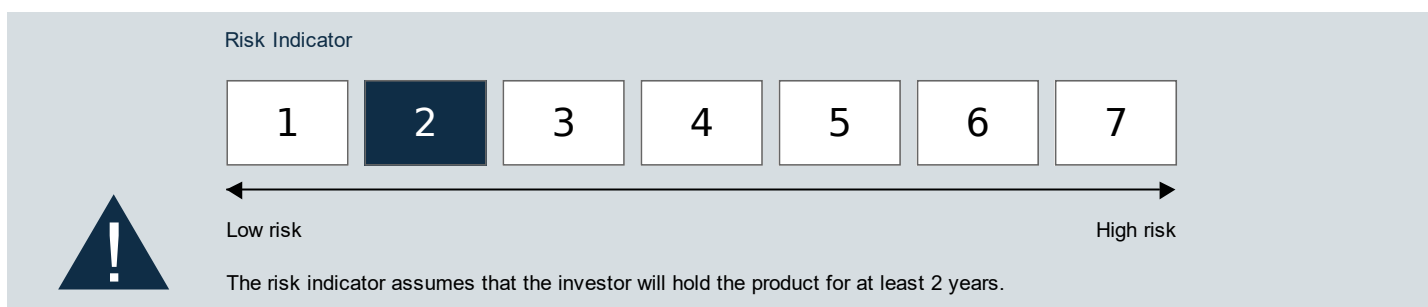 Risk Indicator
1 2 3 4 5 6 7
Low risk High risk
!
The risk indicator assumes that the investor will hold the product for at least 2 years.